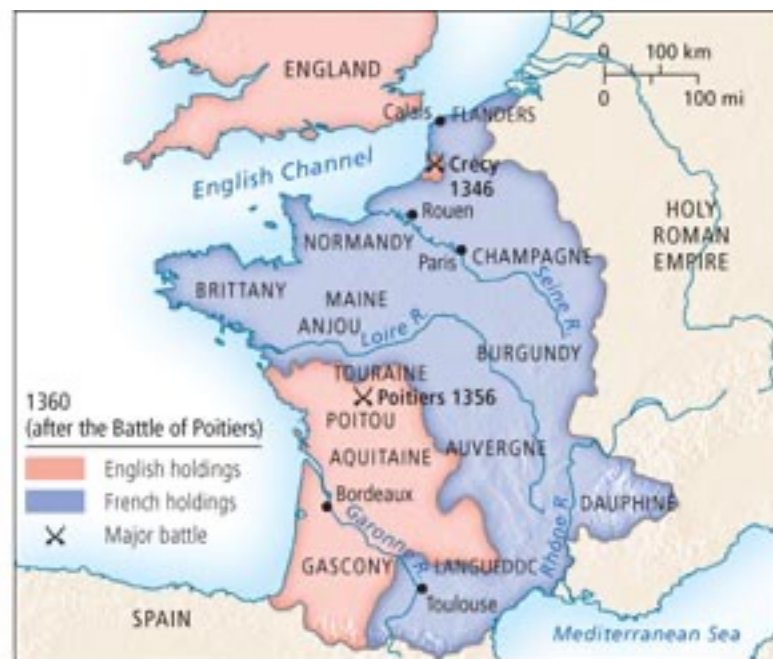 0 100 km
0 100 mi
ENGLAND
Calais
FLANDERS
English Channel
Crécy
1346
Rouen
HOLY
ROMAN
EMPIRE
NORMANDY
Paris
CHAMPAGNE
Seine R.
BRITTANY
MAINE
ANJOU
Loire R.
BURGUNDY
TOURAINE
Poitiers 1356
POITOU
1360
(after the Battle of Poitiers)
English holdings
French holdings
Major battle
AUVERGNE
AQUITAINE
Bordeaux
DAUPHINÉ
Garonne R.
Rhône R.
GASCONY
LANGUEDOC
Toulouse
SPAIN
Mediterranean Sea